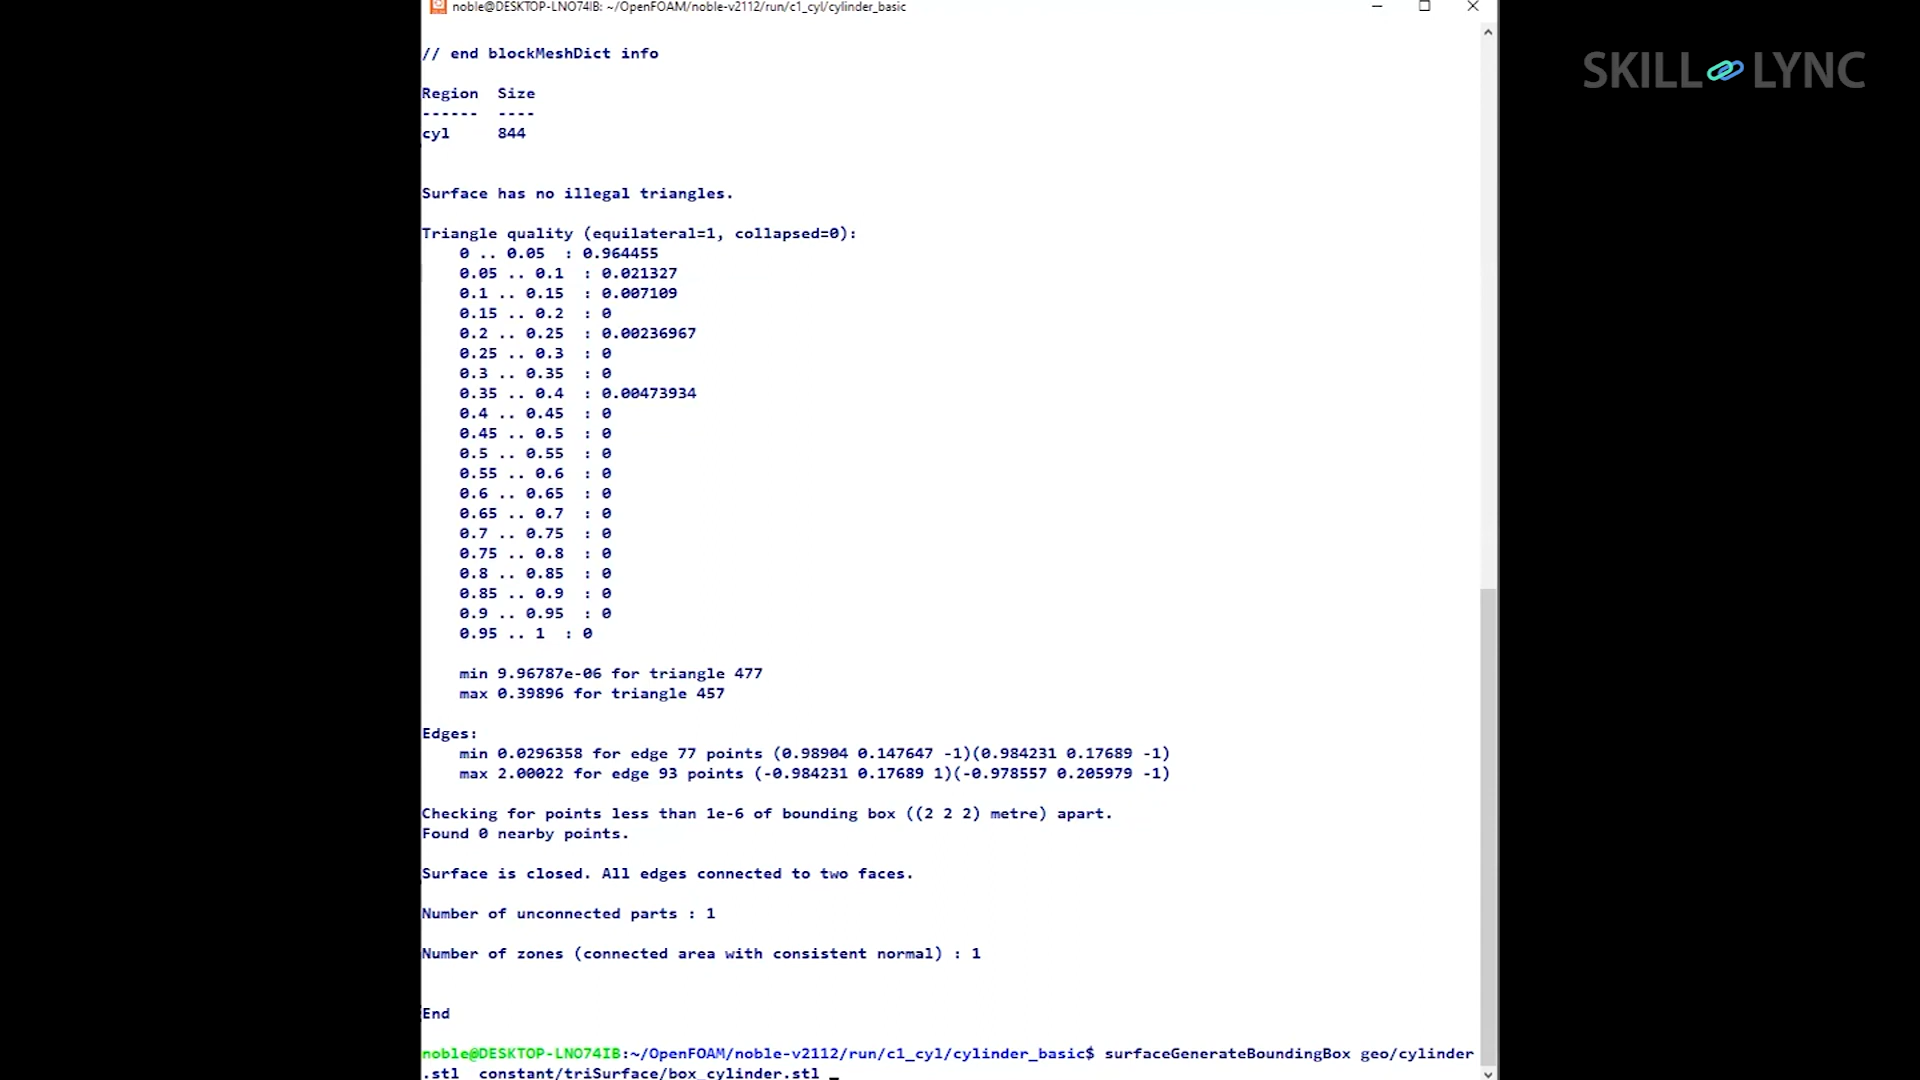 noble@DESKTOP-LNO74IB: ~/OpenFOAM/noble-v2112/run/c1_cyl/cylinder_basic
SKILL LYNC
// end blockMeshDict info
Region  Size
------  ----
cyl     844
Surface has no illegal triangles.
Triangle quality (equilateral=1, collapsed=0):
    0 .. 0.05  : 0.964455
    0.05 .. 0.1  : 0.021327
    0.1 .. 0.15  : 0.007109
    0.15 .. 0.2  : 0
    0.2 .. 0.25  : 0.00236967
    0.25 .. 0.3  : 0
    0.3 .. 0.35  : 0
    0.35 .. 0.4  : 0.00473934
    0.4 .. 0.45  : 0
    0.45 .. 0.5  : 0
    0.5 .. 0.55  : 0
    0.55 .. 0.6  : 0
    0.6 .. 0.65  : 0
    0.65 .. 0.7  : 0
    0.7 .. 0.75  : 0
    0.75 .. 0.8  : 0
    0.8 .. 0.85  : 0
    0.85 .. 0.9  : 0
    0.9 .. 0.95  : 0
    0.95 .. 1  : 0
    min 9.96787e-06 for triangle 477
    max 0.39896 for triangle 457
Edges:
    min 0.0296358 for edge 77 points (0.98904 0.147647 -1)(0.984231 0.17689 -1)
    max 2.00022 for edge 93 points (-0.984231 0.17689 1)(-0.978557 0.205979 -1)
Checking for points less than 1e-6 of bounding box ((2 2 2) metre) apart.
Found 0 nearby points.
Surface is closed. All edges connected to two faces.
Number of unconnected parts : 1
Number of zones (connected area with consistent normal) : 1
End
noble@DESKTOP-LNO74IB:~/OpenFOAM/noble-v2112/run/c1_cyl/cylinder_basic$ surfaceGenerateBoundingBox geo/cylinder
.stl  constant/triSurface/box_cylinder.stl _